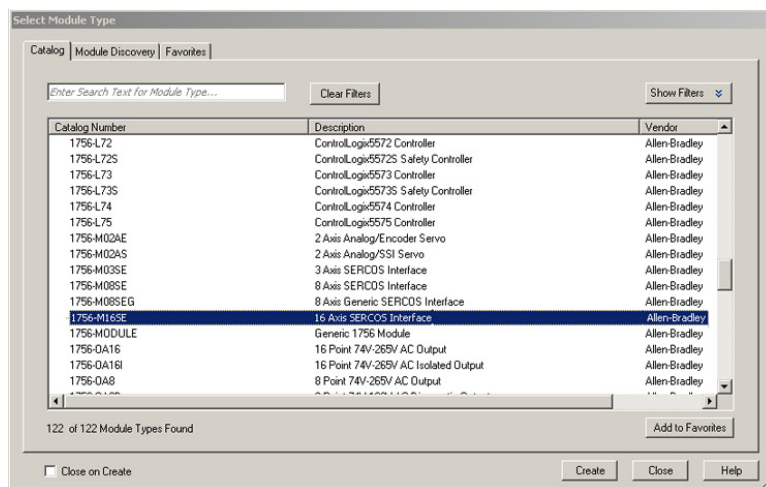 Select Module Type
Catalog Module Discovery Favorites
Enter Search Text for Module Type... Clear Filters Show Filters
Catalog Number Description Vendor
1756-L72 ControlLogix5572 Controller Allen-Bradley
1756-L72S ControlLogix5572S Safety Controller Allen-Bradley
1756-L73 ControlLogix5573 Controller Allen-Bradley
1756-L73S ControlLogix5573S Safety Controller Allen-Bradley
1756-L74 ControlLogix5574 Controller Allen-Bradley
1756-L75 ControlLogix5575 Controller Allen-Bradley
1756-M02AE 2 Axis Analog/Encoder Servo Allen-Bradley
1756-M02AS 2 Axis Analog/SSI Servo Allen-Bradley
1756-M03SE 3 Axis SERCOS Interface Allen-Bradley
1756-M08SE 8 Axis SERCOS Interface Allen-Bradley
1756-M08SEG 8 Axis Generic SERCOS Interface Allen-Bradley
1756-M16SE 16 Axis SERCOS Interface Allen-Bradley
1756-MODULE Generic 1756 Module Allen-Bradley
1756-OA16 16 Point 74V-265V AC Output Allen-Bradley
1756-OA16I 16 Point 74V-265V AC Isolated Output Allen-Bradley
1756-OA8 8 Point 74V-265V AC Output Allen-Bradley
122 of 122 Module Types Found Add to Favorites
Close on Create Create Close Help